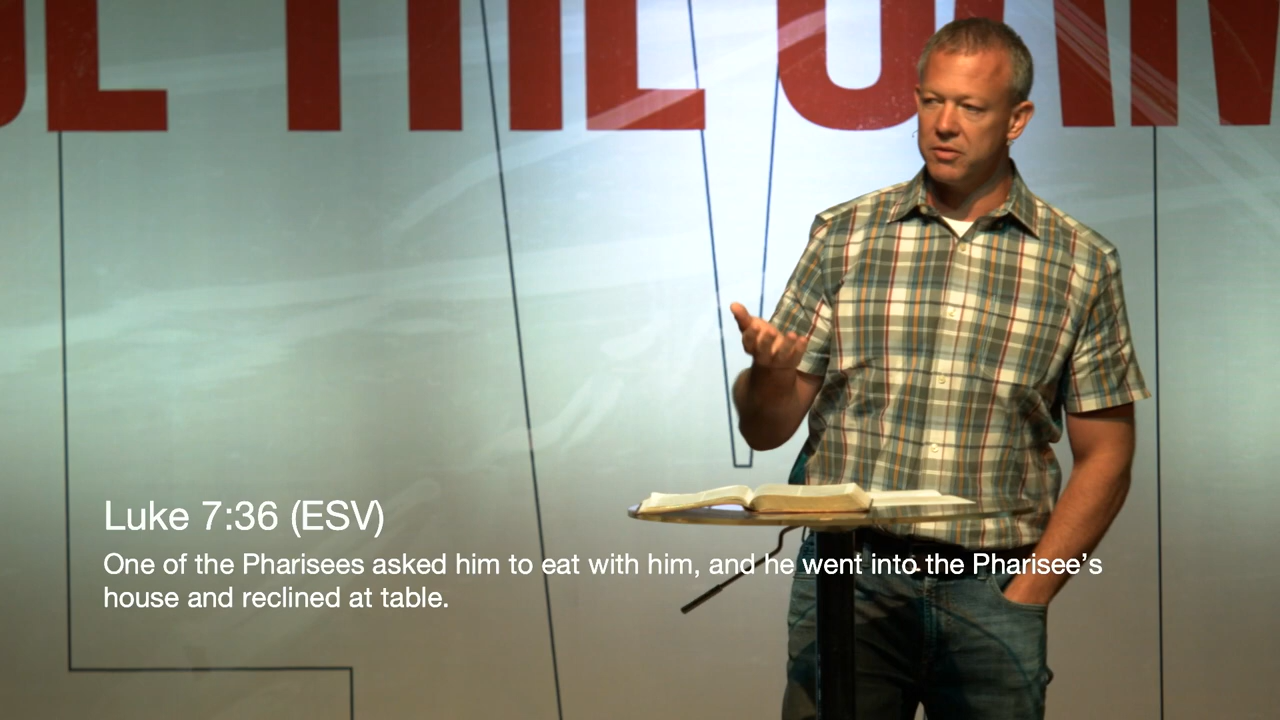 THE
Luke 7:36 (ESV)
One of the Pharisees asked him to eat with him, and he went into the Pharisee’s
house and reclined at table.